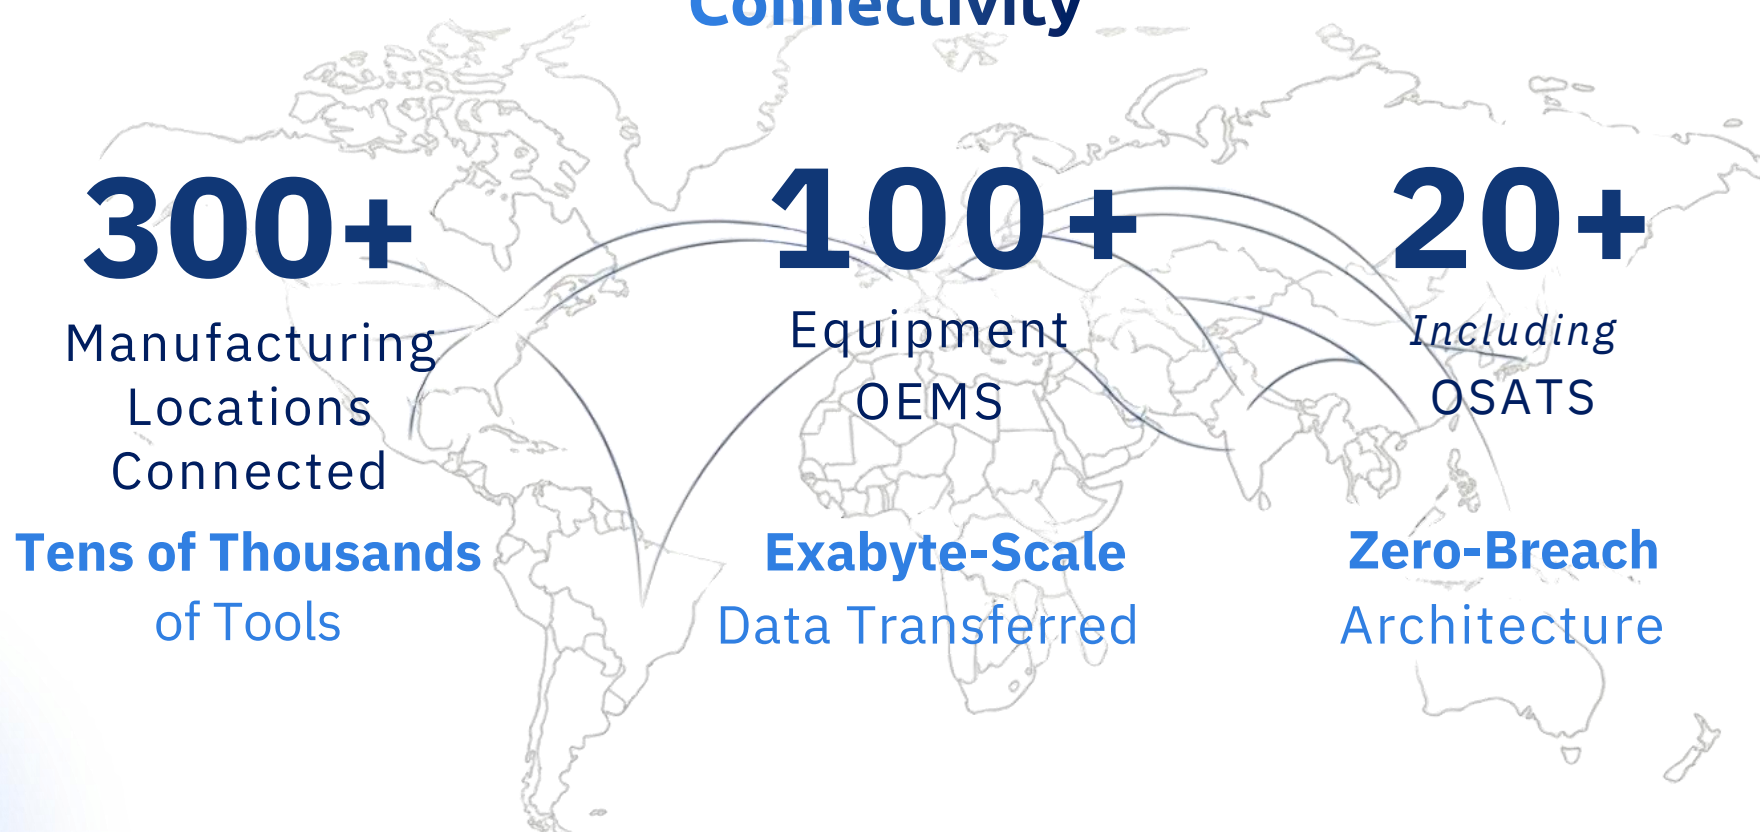 Connectivity
300+
Manufacturing
Locations
Connected
Tens of Thousands
of Tools
100+
Equipment
OEMS
Exabyte-Scale
Data Transferred
20+
Including
OSATS
Zero-Breach
Architecture